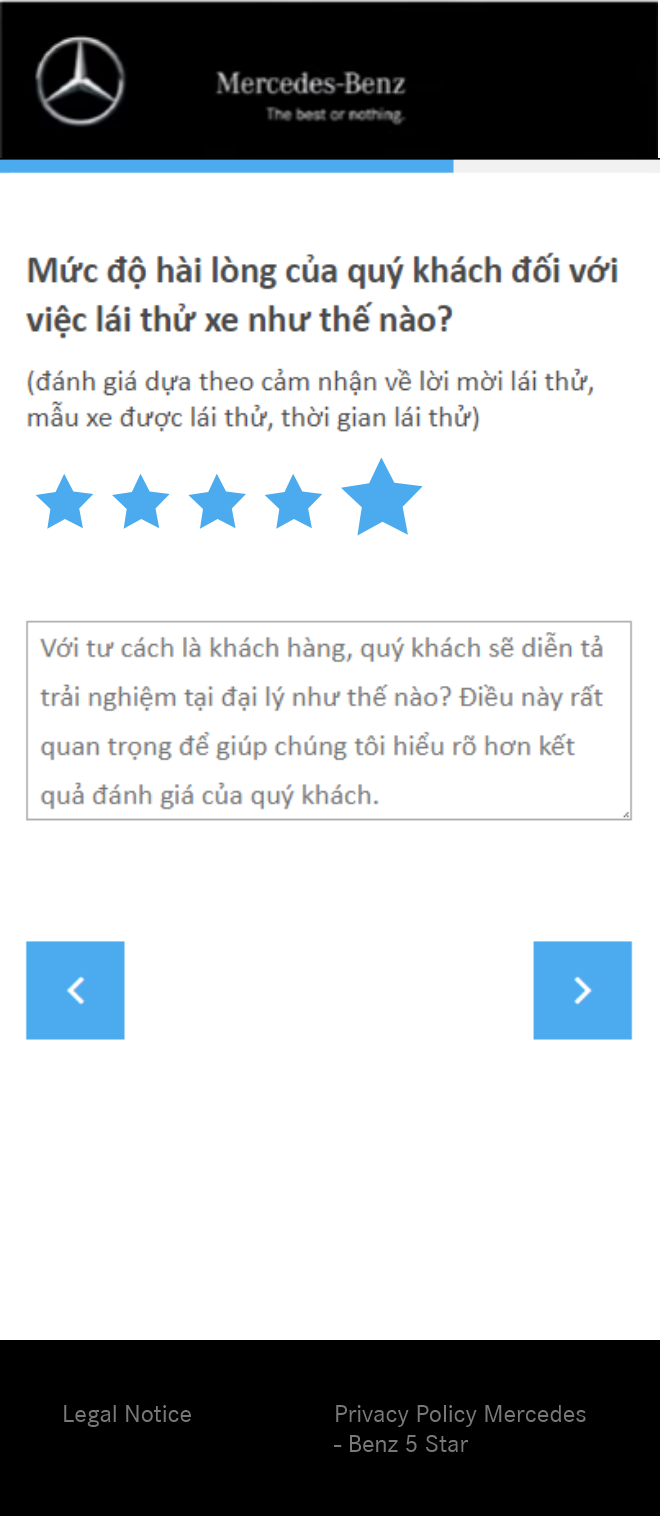 Mercedes-Benz
The best or nothing.
Mức độ hài lòng của quý khách đối với
việc lái thử xe như thế nào?
(đánh giá dựa theo cảm nhận về lời mời lái thử,
mẫu xe được lái thử, thời gian lái thử)
Với tư cách là khách hàng, quý khách sẽ diễn tả
trải nghiệm tại đại lý như thế nào? Điều này rất
quan trọng để giúp chúng tôi hiểu rõ hơn kết
quả đánh giá của quý khách.
Legal Notice
Privacy Policy Mercedes
- Benz 5 Star